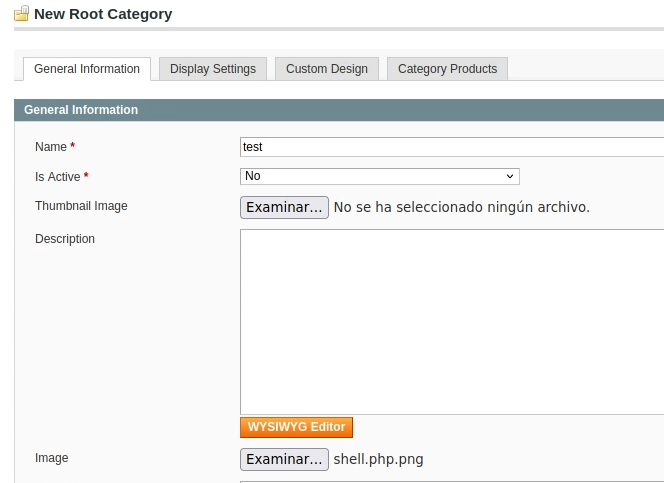 New Root Category
General Information Display Settings Custom Design Category Products
General Information
Name *
test
Is Active *
No
Thumbnail Image
Examinar... No se ha seleccionado ningún archivo.
Description
WYSIWYG Editor
Image
Examinar... shell.php.png